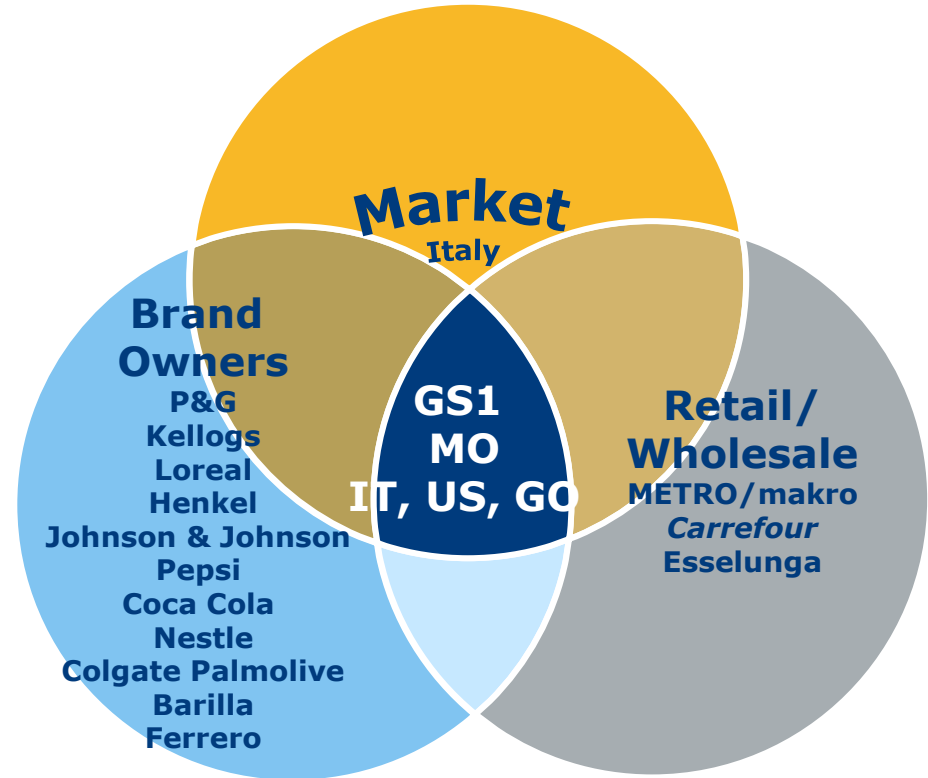 Market
Italy
Brand
Owners
P&G
Kellogs
Loreal
Henkel
Johnson & Johnson
Pepsi
Coca Cola
Nestle
Colgate Palmolive
Barilla
Ferrero
GS1
MO
IT, US, GO
Retail/
Wholesale
METRO/makro
Carrefour
Esselunga